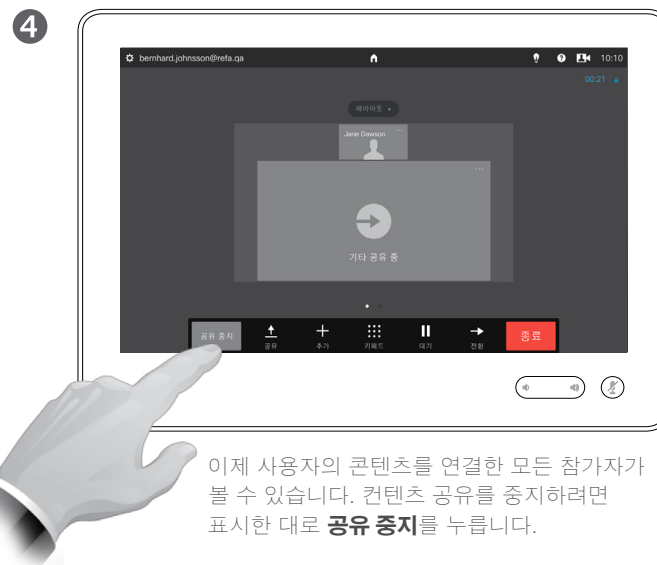 4
bernhard.johnsson@refa.qa
10:10
00:21
레이아웃
Jane Dawson
기타 공유 중
공유 중지
공유
추가
키패드
대기
전환
종료
이제 사용자의 콘텐츠를 연결한 모든 참가자가
볼 수 있습니다. 컨텐츠 공유를 중지하려면
표시한 대로 공유 중지를 누릅니다.